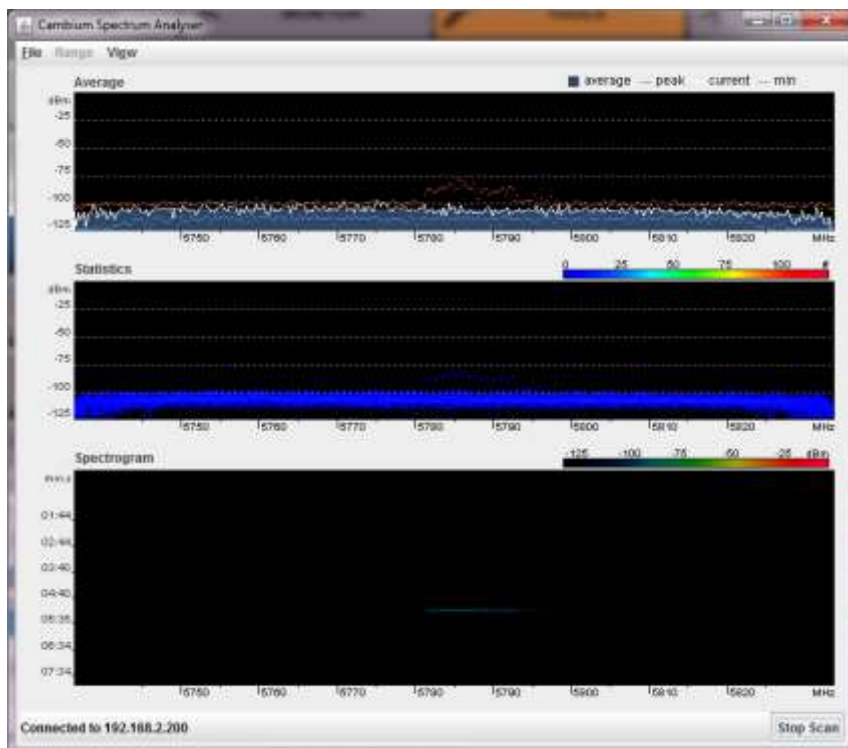 Cambium Spectrum Analyser
File Range View
Average
average peak current min
dBm
-25
-50
-75
-100
-125
5750 5760 5770 5780 5790 5800 5810 5820 MHz
Statistics
0 25 50 75 100 #
dBm
-25
-50
-75
-100
-125
5750 5760 5770 5780 5790 5800 5810 5820 MHz
Spectrogram
-125 -100 -75 -50 -25 dBm
m:s
01:44
02:44
03:40
04:40
05:35
06:34
07:34
5750 5760 5770 5780 5790 5800 5810 5820 MHz
Connected to 192.168.2.200
Stop Scan